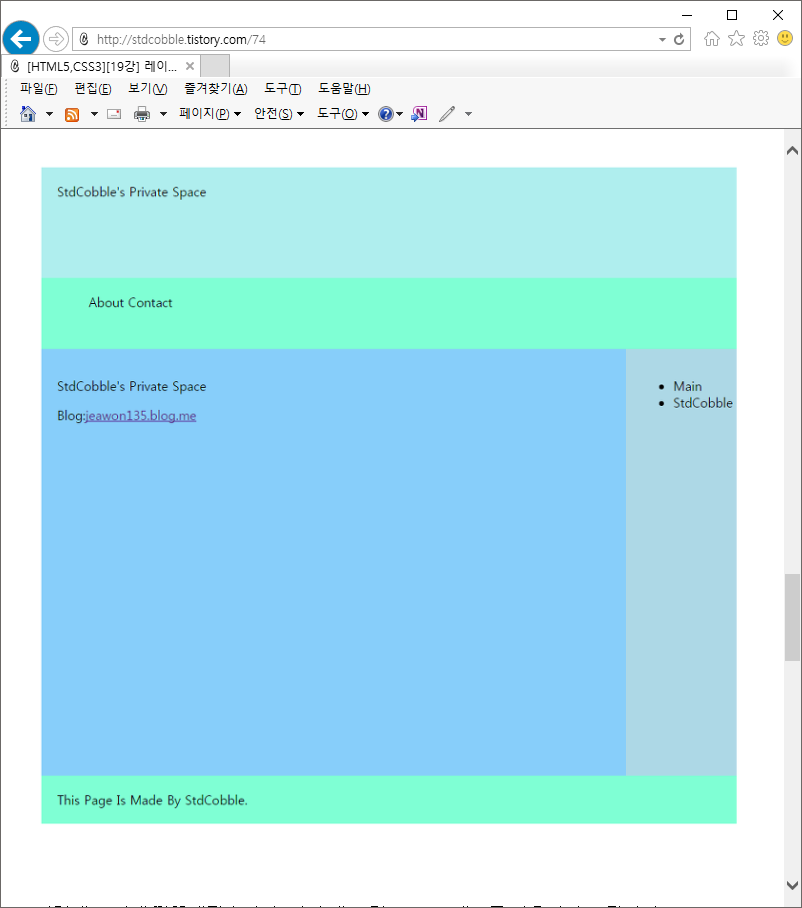 http://stdcobble.tistory.com/74
[HTML5,CSS3][19강] 레이...
파일(F) 편집(E) 보기(V) 즐겨찾기(A) 도구(T) 도움말(H)
페이지(P) 안전(S) 도구(O)
StdCobble's Private Space
About Contact
StdCobble's Private Space
Blog:jeawon135.blog.me
Main
StdCobble
This Page Is Made By StdCobble.